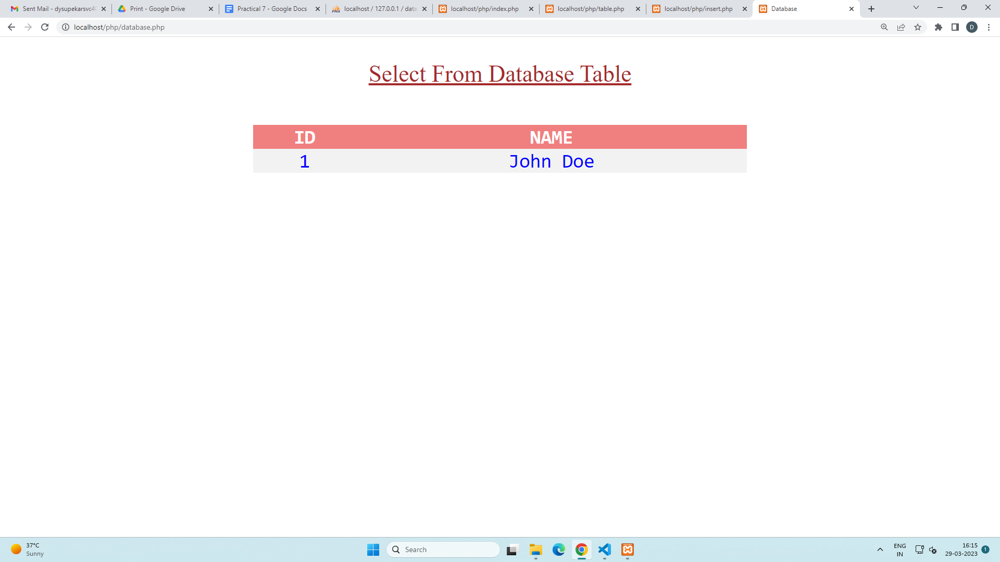 Sent Mail - dysupekarsvc40
Print - Google Drive
Practical 7 - Google Docs
localhost / 127.0.0.1 / data
localhost/php/index.php
localhost/php/table.php
localhost/php/insert.php
Database
localhost/php/database.php
D
Select From Database Table
ID NAME
1 John Doe
37°C
Sunny
Search
ENG
IN
16:15
29-03-2023
1